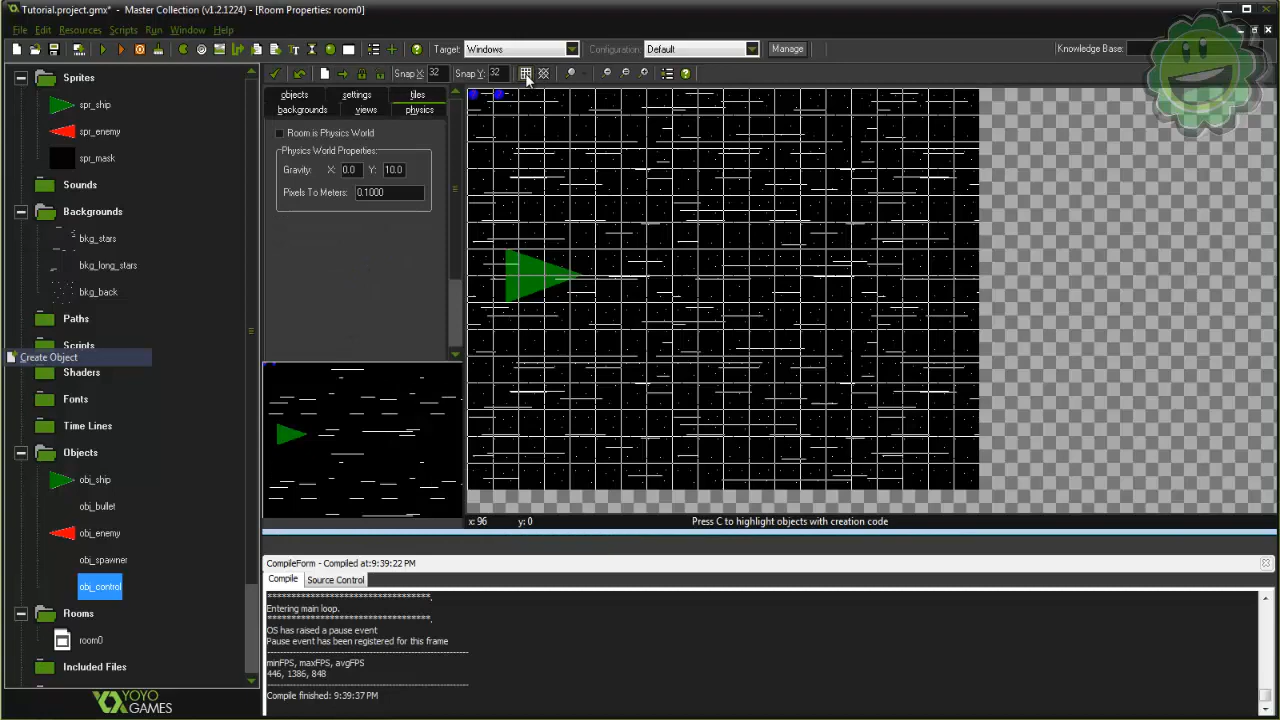 Tutorial.project.gmx* - Master Collection (v1.2.1224) - [Room Properties: room0]
File Edit Resources Scripts Run Window Help
Target: Windows Configuration: Default Manage Knowledge Base:
Snap X: 32 Snap Y: 32
objects settings tiles
backgrounds views physics
Room is Physics World
Physics World Properties:
Gravity: X: 0.0 Y: 10.0
Pixels To Meters: 0.1000
Sprites
spr_ship
spr_enemy
spr_mask
Sounds
Backgrounds
bkg_stars
bkg_long_stars
bkg_back
Paths
Scripts
Create Object
Shaders
Fonts
Time Lines
Objects
obj_ship
obj_bullet
obj_enemy
obj_spawner
obj_control
Rooms
room0
Included Files
YOYO
GAMES
x: 96 y: 0 Press C to highlight objects with creation code
CompileForm - Compiled at:9:39:22 PM
Compile Source Control
Entering main loop.
OS has raised a pause event
Pause event has been registered for this frame
minFPS, maxFPS, avgFPS
446, 1386, 848
Compile finished: 9:39:37 PM